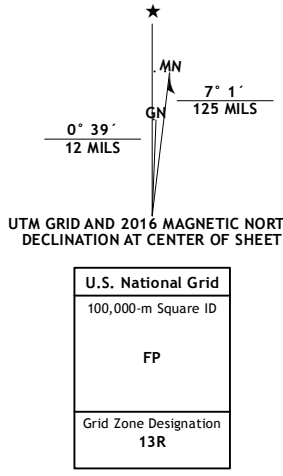 ★
MN
GN
7° 1´
125 MILS
0° 39´
12 MILS
UTM GRID AND 2016 MAGNETIC NORT
DECLINATION AT CENTER OF SHEET
U.S. National Grid
100,000-m Square ID
FP
Grid Zone Designation
13R